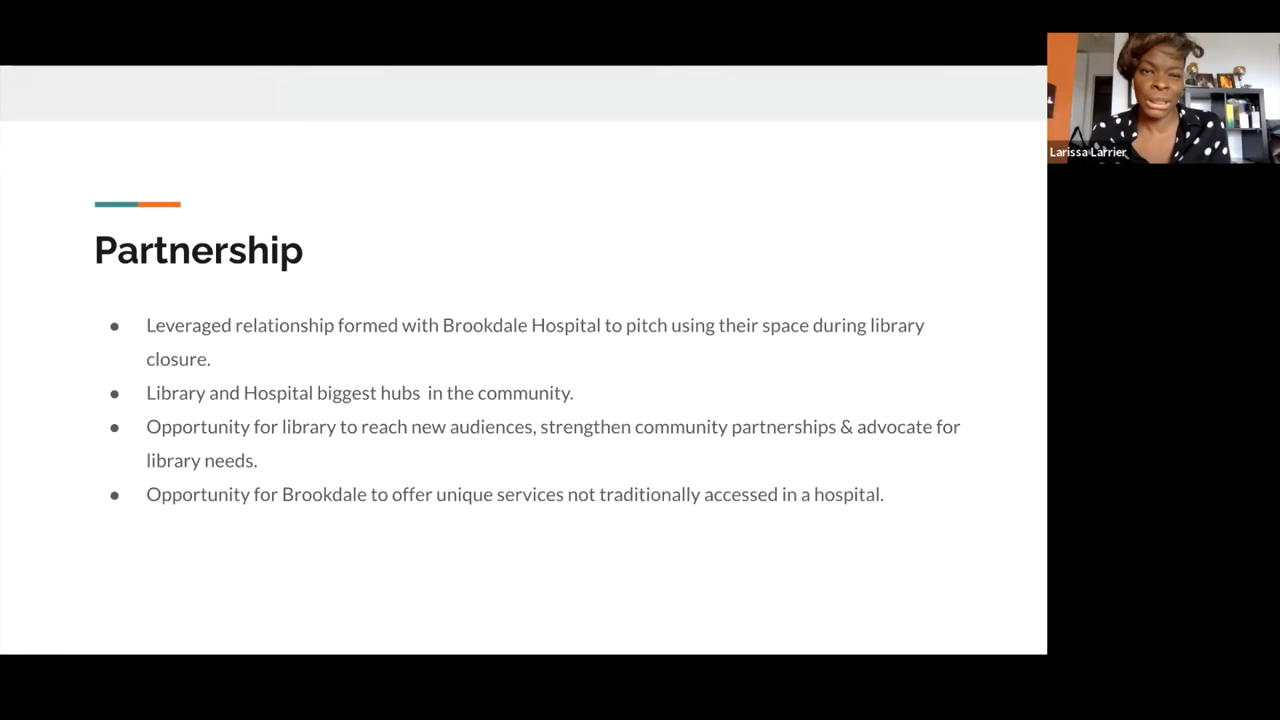 Partnership
● Leveraged relationship formed with Brookdale Hospital to pitch using their space during library
closure.
● Library and Hospital biggest hubs  in the community.
● Opportunity for library to reach new audiences, strengthen community partnerships & advocate for
library needs.
● Opportunity for Brookdale to offer unique services not traditionally accessed in a hospital.
Larissa Larrier